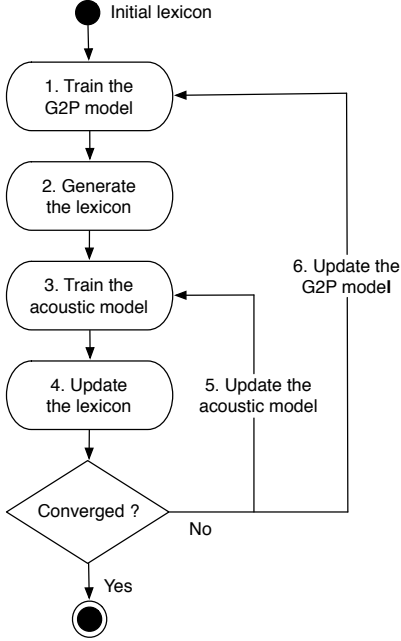 Initial lexicon
1. Train the
G2P model
2. Generate
the lexicon
3. Train the
acoustic model
4. Update
the lexicon
5. Update the
acoustic model
6. Update the
G2P model
Converged ?
No
Yes